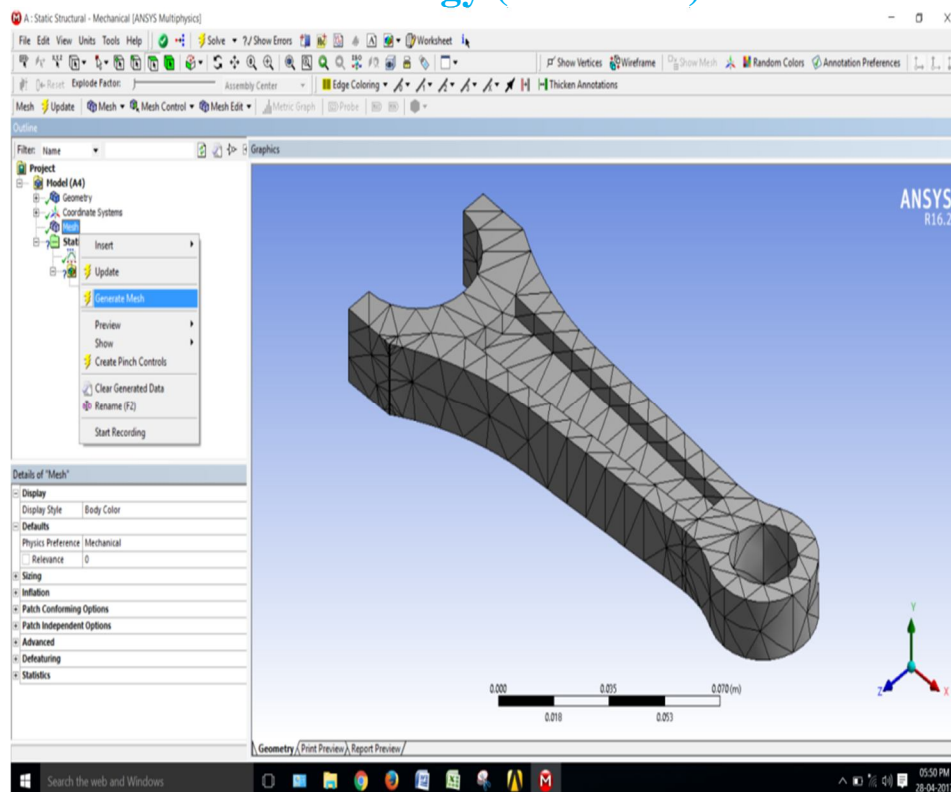 A : Static Structural - Mechanical [ANSYS Multiphysics]
File Edit View Units Tools Help Solve ?/ Show Errors Worksheet
Show Vertices Wireframe Show Mesh Random Colors Annotation Preferences
Reset Explode Factor: Assembly Center Edge Coloring Thicken Annotations
Mesh Update Mesh Mesh Control Mesh Edit Metric Graph Probe
Outline
Filter: Name
Graphics
Project
Model (A4)
Geometry
Coordinate Systems
Mesh
Stati
Insert
Update
Generate Mesh
Preview
Show
Create Pinch Controls
Clear Generated Data
Rename (F2)
Start Recording
ANSYS
R16.2
Details of "Mesh"
Display
Display Style Body Color
Defaults
Physics Preference Mechanical
Relevance 0
Sizing
Inflation
Patch Conforming Options
Patch Independent Options
Advanced
Defeaturing
Statistics
0.000 0.035 0.070 (m)
0.018 0.053
Y
Z X
Geometry Print Preview Report Preview
Search the web and Windows
05:50 PM